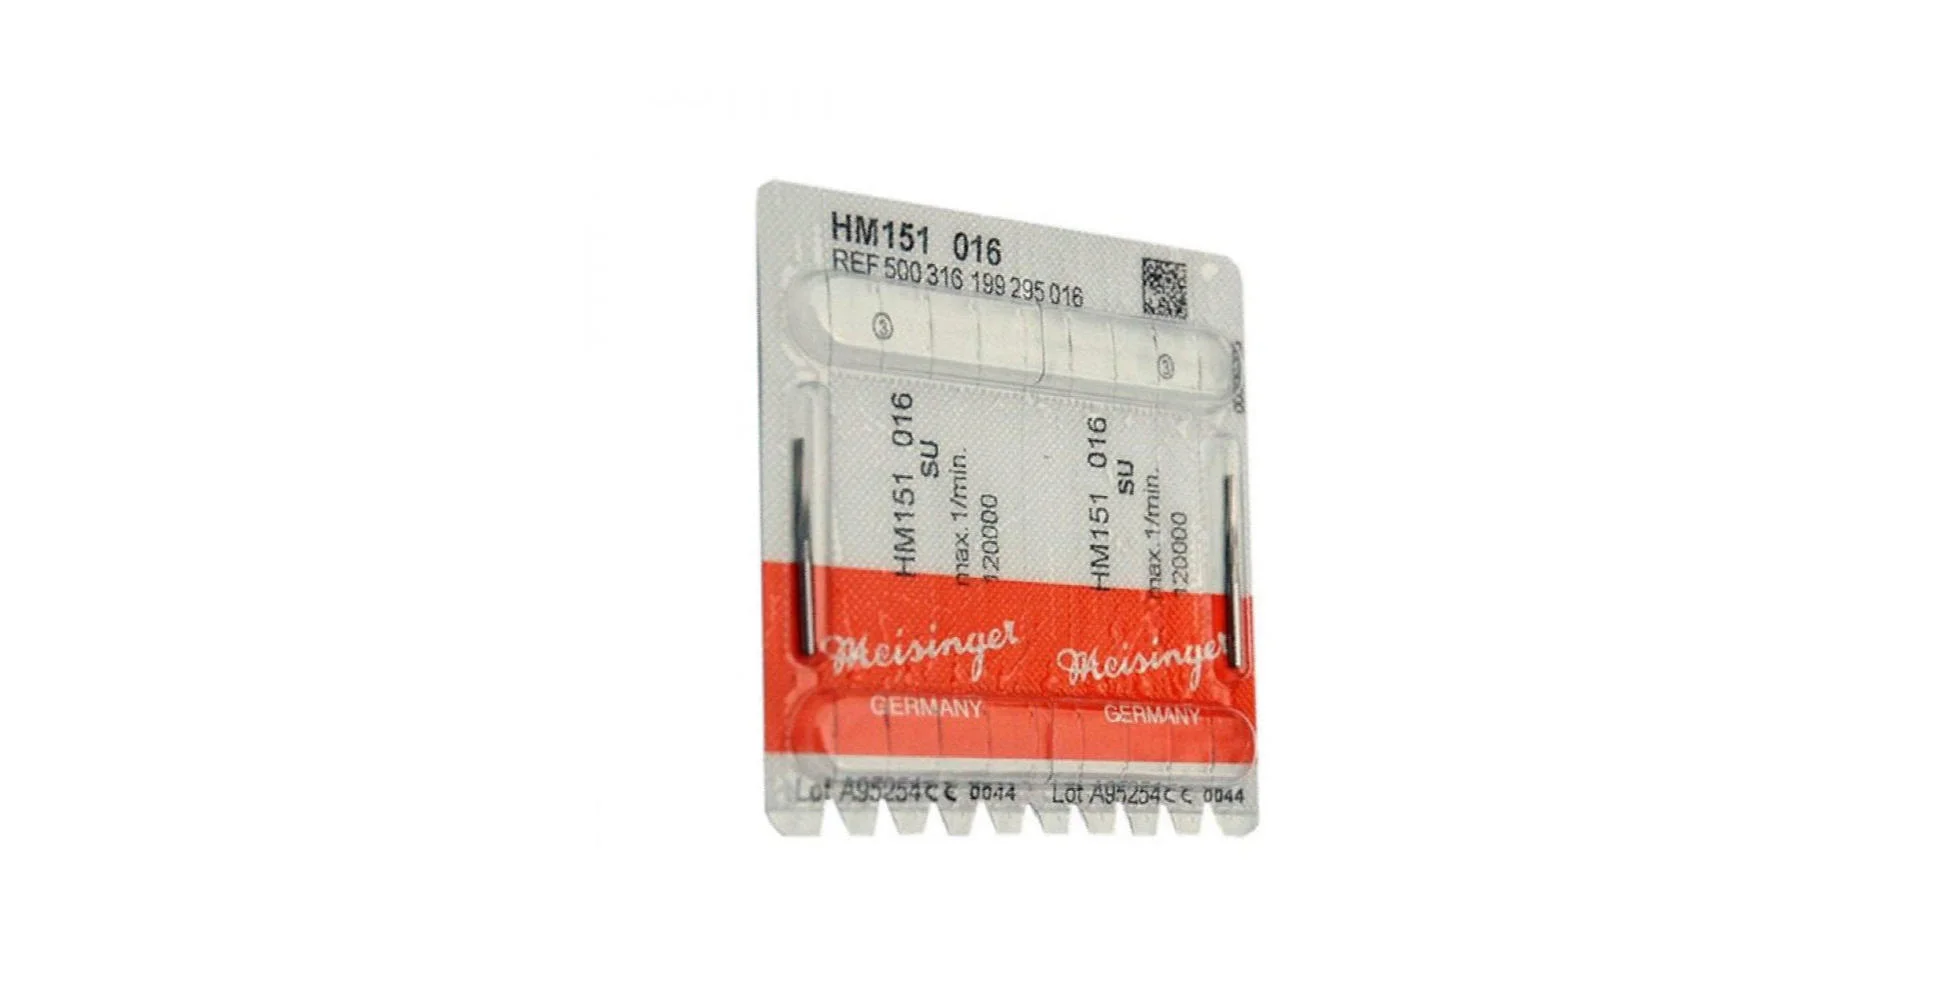 HM151 016
REF 500 316 199 295 016
③
③
HM151 016
SU
max. 1/min.
120000
HM151 016
SU
max. 1/min.
120000
Meisinger
GERMANY
Meisinger
GERMANY
Lot A95254 CE 0044
Lot A95254 CE 0044